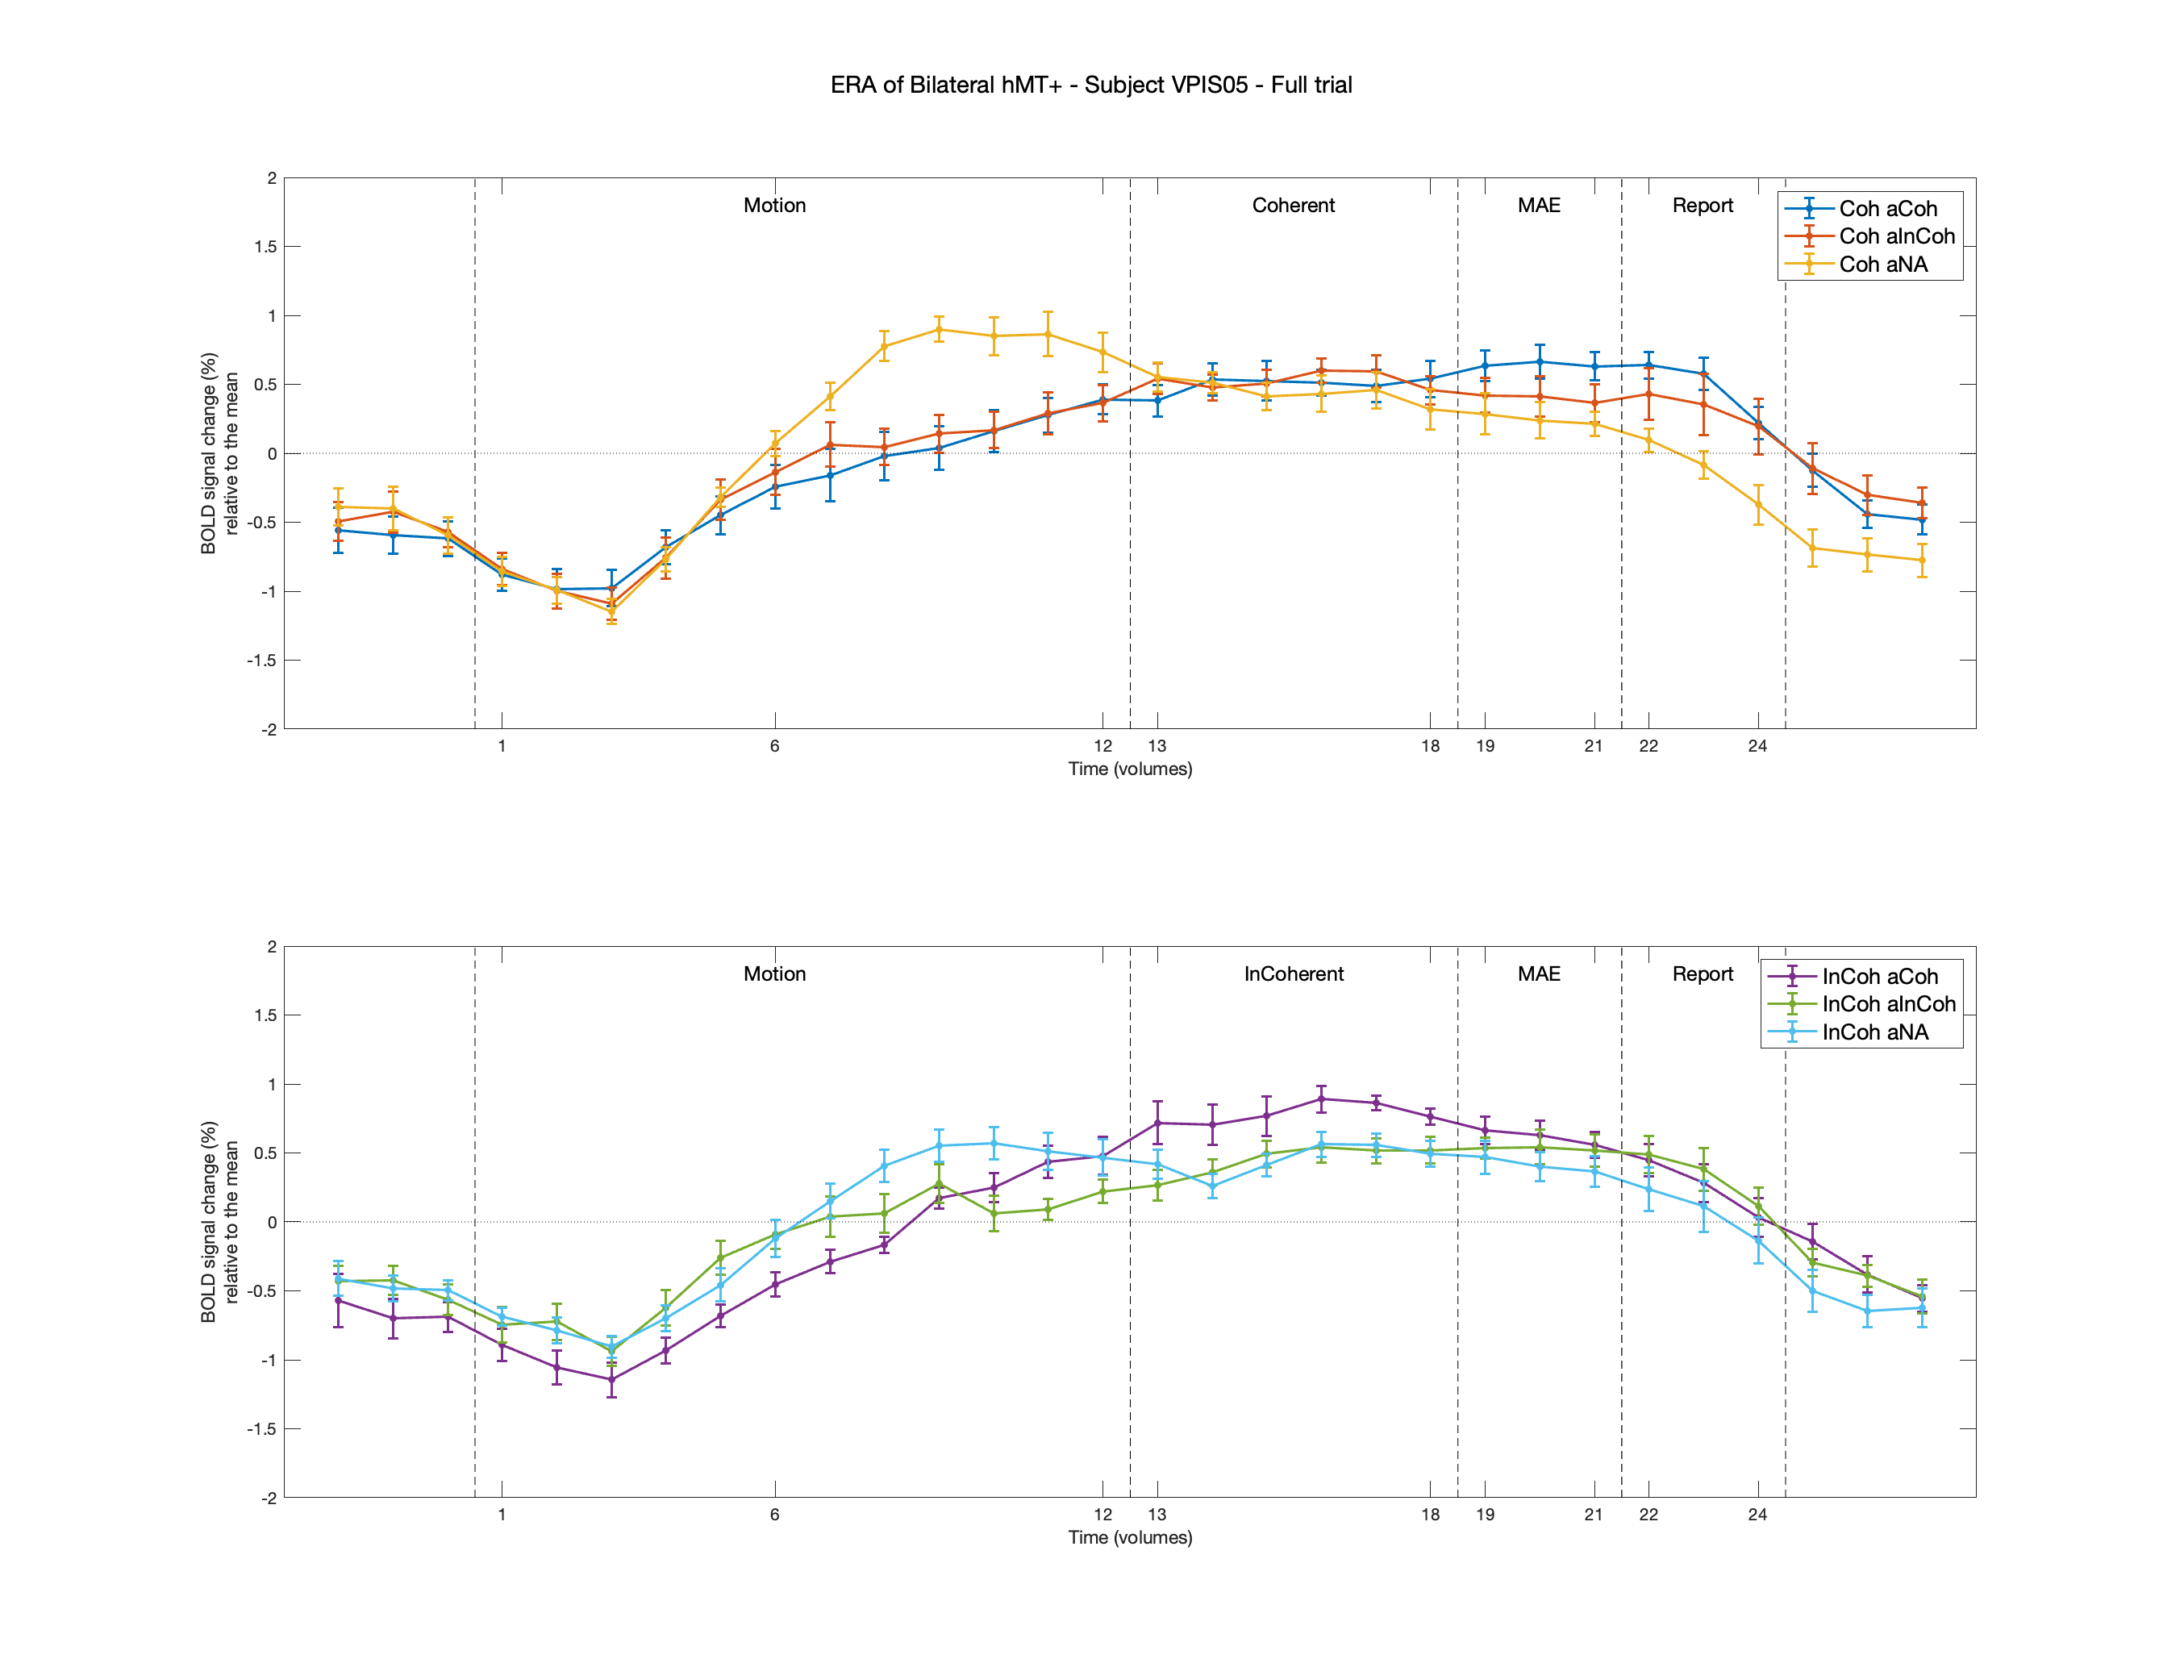 ERA of Bilateral hMT+ - Subject VPIS05 - Full trial
Motion
Coherent
MAE
Report
Coh aCoh
Coh aInCoh
Coh aNA
2
1.5
1
0.5
0
-0.5
-1
-1.5
-2
BOLD signal change (%)
relative to the mean
1
6
12
13
18
19
21
22
24
Time (volumes)
Motion
InCoherent
MAE
Report
InCoh aCoh
InCoh aInCoh
InCoh aNA
2
1.5
1
0.5
0
-0.5
-1
-1.5
-2
BOLD signal change (%)
relative to the mean
1
6
12
13
18
19
21
22
24
Time (volumes)